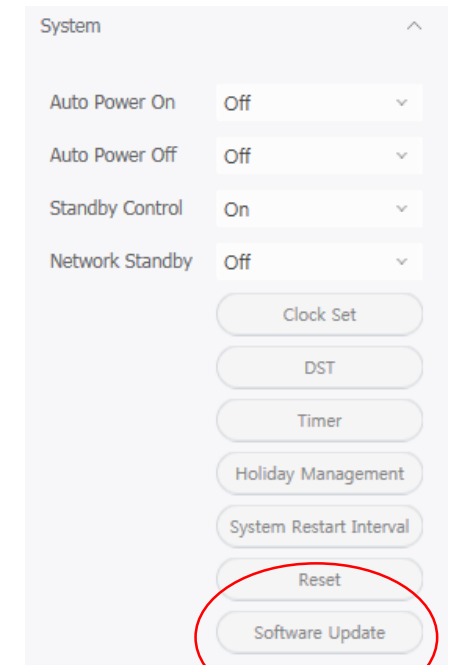 System
Auto Power On Off
Auto Power Off Off
Standby Control On
Network Standby Off
Clock Set
DST
Timer
Holiday Management
System Restart Interval
Reset
Software Update